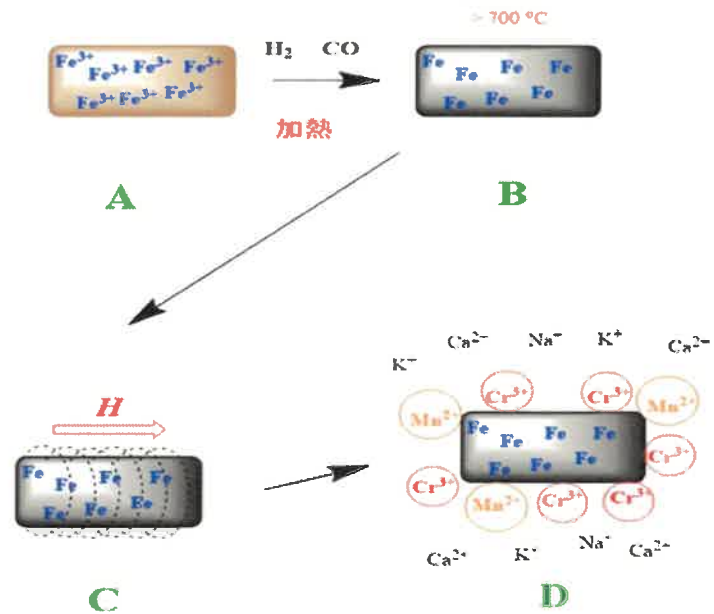 > 700 °C
H₂ CO
Fe³⁺ Fe³⁺ Fe³⁺ Fe³⁺
Fe³⁺ Fe³⁺ Fe³⁺
Fe Fe Fe Fe
Fe Fe Fe
加熱
A
B
K⁺ Ca²⁺ Na⁺ K⁺ Ca²⁺
H
Mn²⁺ Cr³⁺ Cr³⁺ Mn²⁺
Fe Fe Fe Fe
Fe Fe Fe
Fe Fe Fe Fe
Fe Fe Fe
Cr³⁺ Cr³⁺
Mn²⁺ Cr³⁺ Cr³⁺
Ca²⁺ K⁺ Na⁺ Ca²⁺
C
D